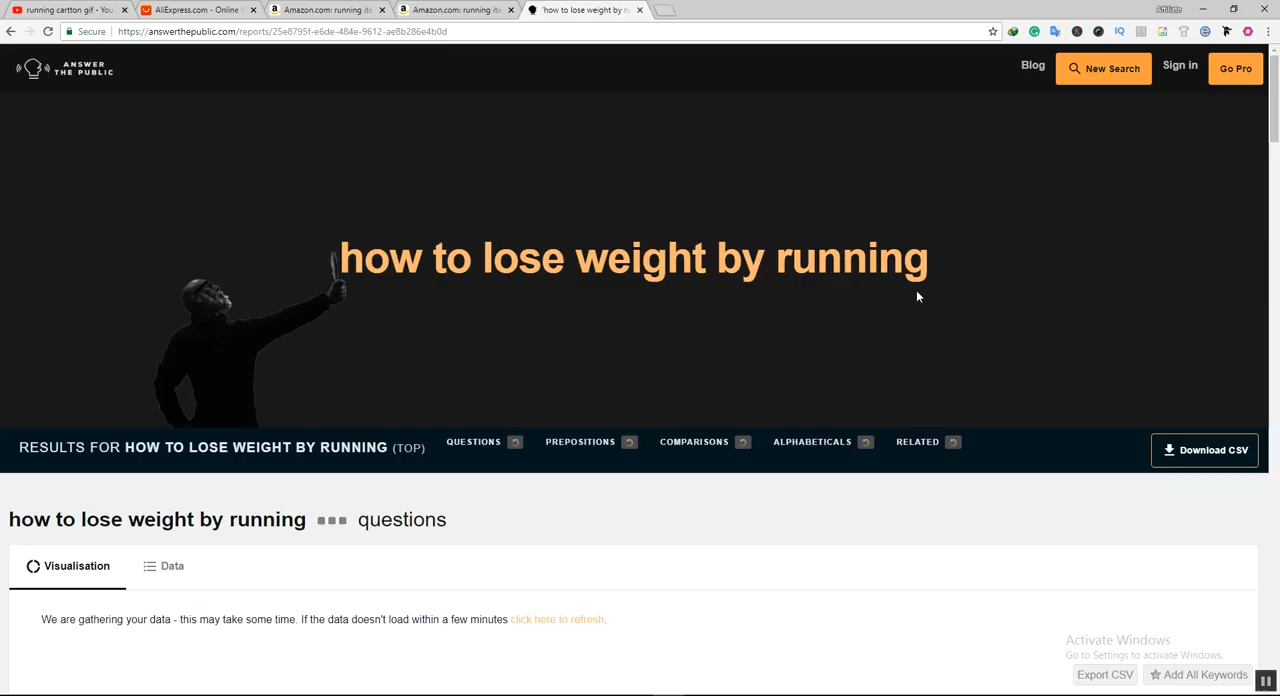 running cartton gif - You
AliExpress.com - Online S
Amazon.com: running ite
Amazon.com: running ite
"how to lose weight by ru
Affiliate
Secure
https://answerthepublic.com/reports/25e8795f-e6de-484e-9612-ae8b286e4b0d
ANSWER
THE PUBLIC
Blog
New Search
Sign in
Go Pro
how to lose weight by running
RESULTS FOR HOW TO LOSE WEIGHT BY RUNNING (TOP)
QUESTIONS
PREPOSITIONS
COMPARISONS
ALPHABETICALS
RELATED
Download CSV
how to lose weight by running questions
Visualisation
Data
We are gathering your data - this may take some time. If the data doesn't load within a few minutes click here to refresh.
Activate Windows
Go to Settings to activate Windows.
Export CSV
Add All Keywords